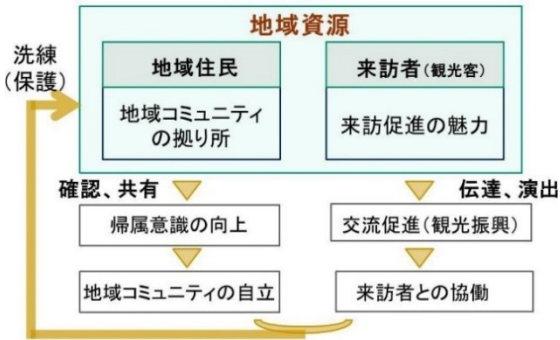 地域資源
洗練
（保護）
地域住民
地域コミュニティ
の拠り所
来訪者（観光客）
来訪促進の魅力
確認、共有
伝達、演出
帰属意識の向上
交流促進（観光振興）
地域コミュニティの自立
来訪者との協働